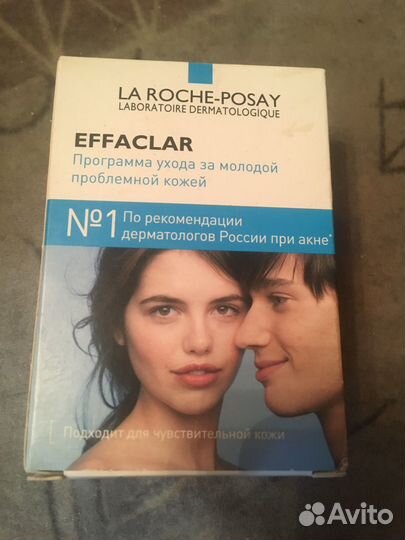 LA ROCHE-POSAY
LABORATOIRE DERMATOLOGIQUE
EFFACLAR
Программа ухода за молодой
проблемной кожей
№1 По рекомендации
дерматологов России при акне*
[ Подходит для чувствительной кожи
Avito